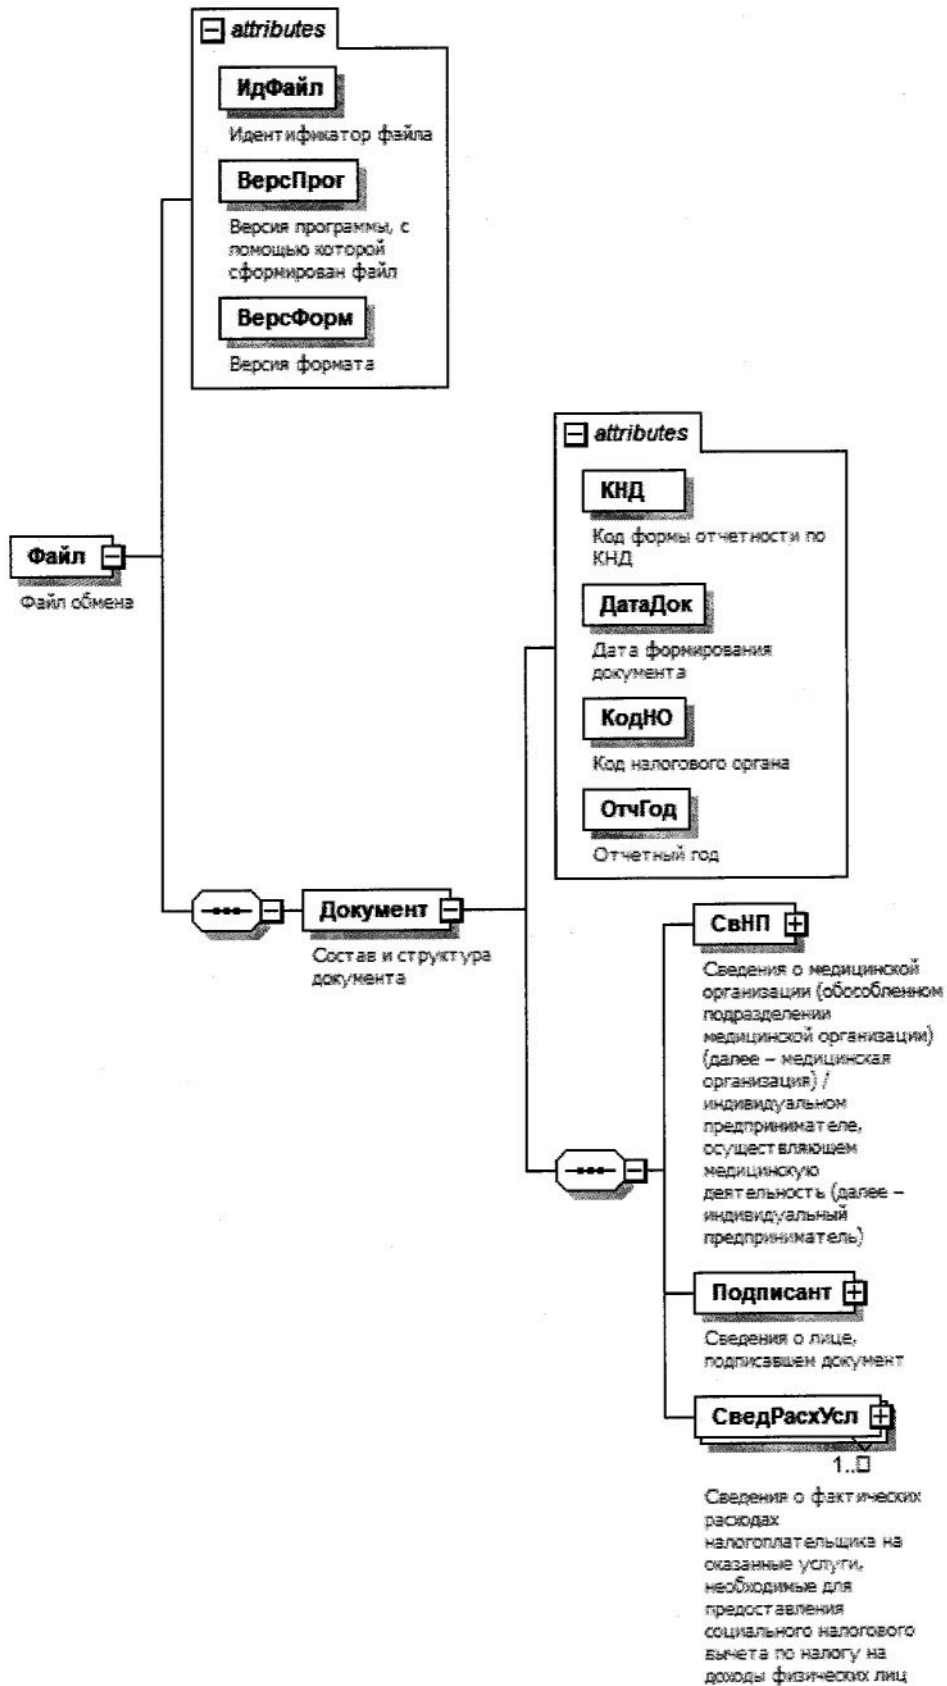 attributes
ИдФайл
Идентификатор файла
ВерсПрог
Версия программы, с
помощью которой
сформирован файл
ВерсФорм
Версия формата
Файл
Файл обмена
attributes
КНД
Код формы отчетности по
КНД
ДатаДок
Дата формирования
документа
КодНО
Код налогового органа
ОтчГод
Отчетный год
Документ
Состав и структура
документа
СвНП
Сведения о медицинской
организации (обособленном
подразделении
медицинской организации)
(далее – медицинская
организация) /
индивидуальном
предпринимателе,
осуществляющем
медицинскую
деятельность (далее –
индивидуальный
предприниматель)
Подписант
Сведения о лице,
подписавшем документ
СведРасхУсл
1..□
Сведения о фактических
расходах
налогоплательщика на
оказанные услуги,
необходимые для
предоставления
социального налогового
вычета по налогу на
доходы физических лиц